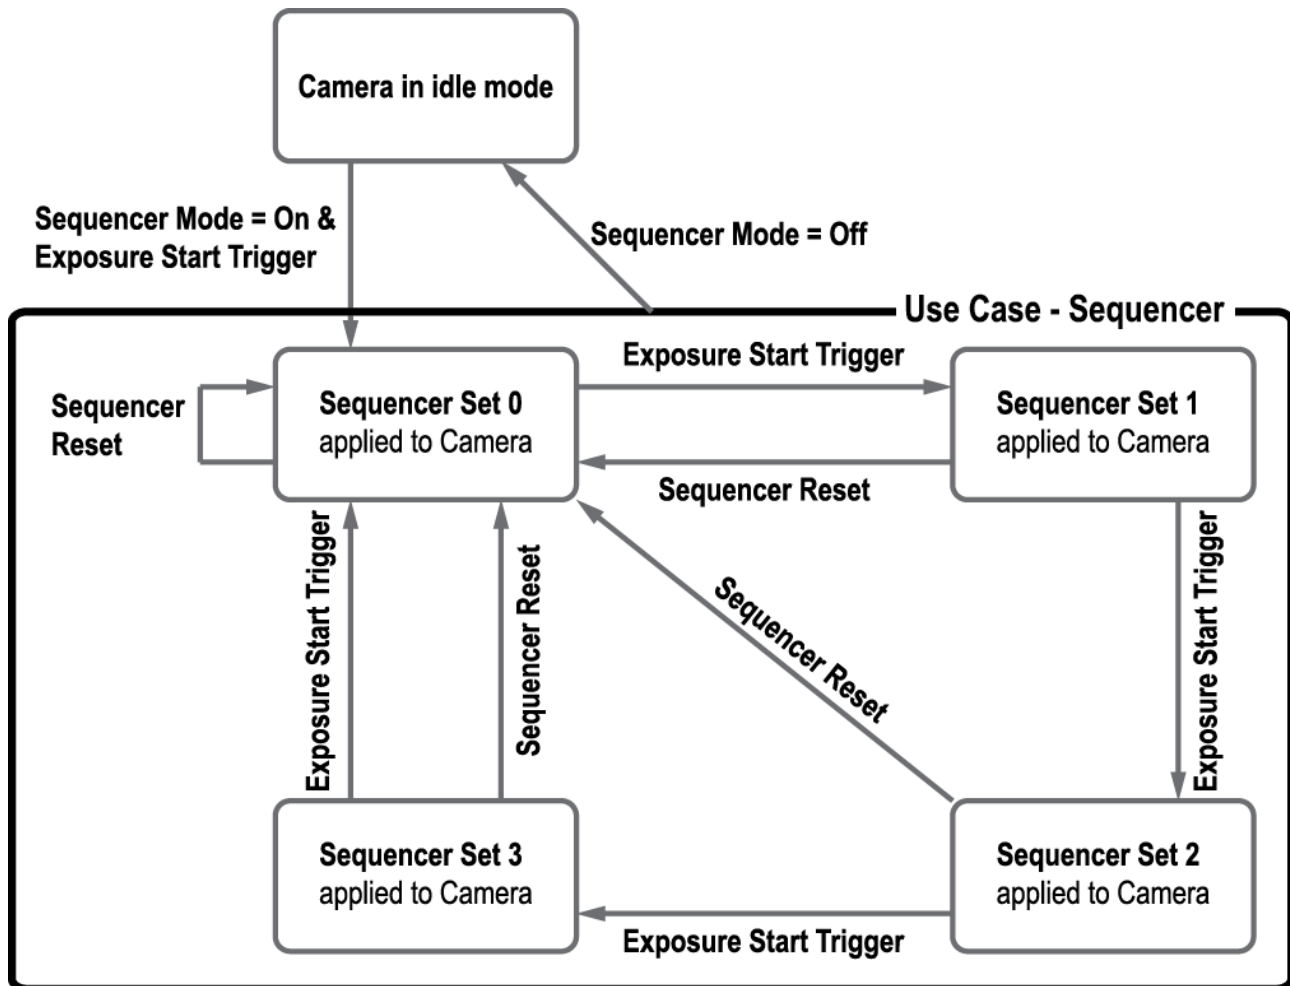 Camera in idle mode
Sequencer Mode = On &
Exposure Start Trigger
Sequencer Mode = Off
Use Case - Sequencer
Exposure Start Trigger
Sequencer
Reset
Sequencer Set 0
applied to Camera
Sequencer Set 1
applied to Camera
Sequencer Reset
Exposure Start Trigger
Sequencer Reset
Sequencer Reset
Exposure Start Trigger
Sequencer Set 3
applied to Camera
Sequencer Set 2
applied to Camera
Exposure Start Trigger